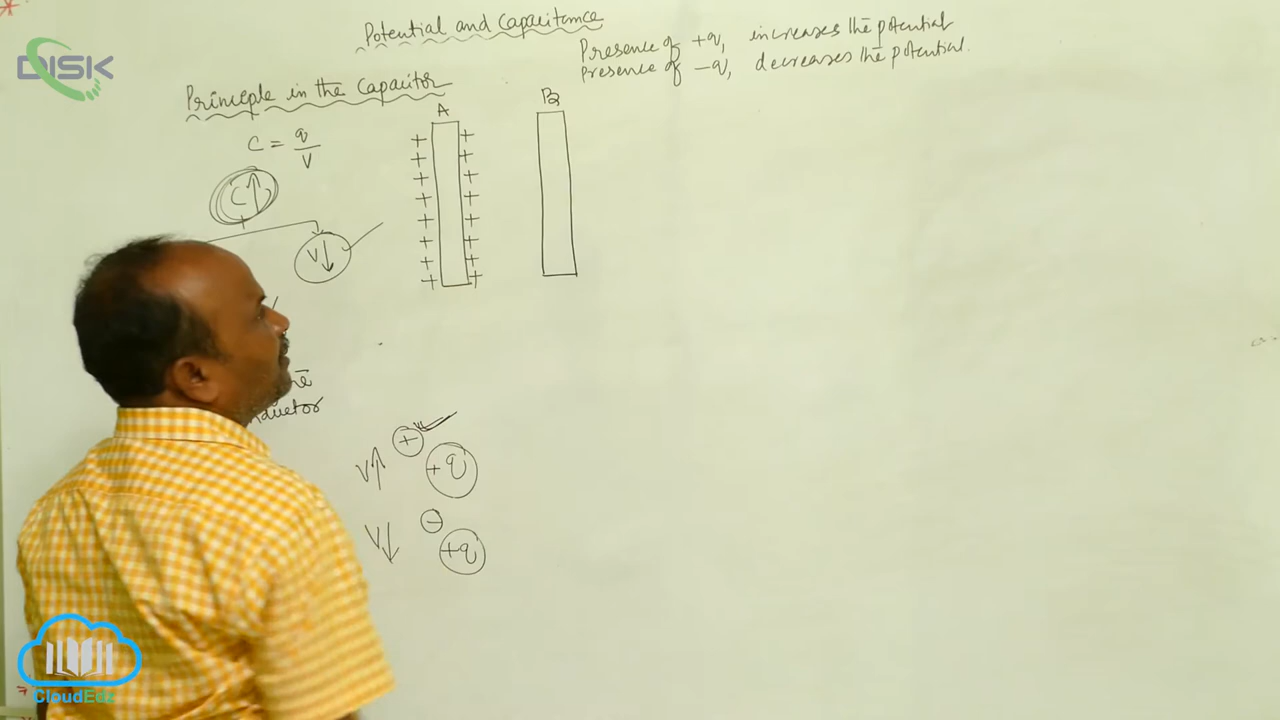 Potential and Capacitance
Presence of +q, increases the potential
Presence of -q, decreases the potential.
DISK
Principle in the Capacitor
A
B
C = q/V
C↑
V↓
V↑
+
+q
V↓
-
+q
CloudEdz